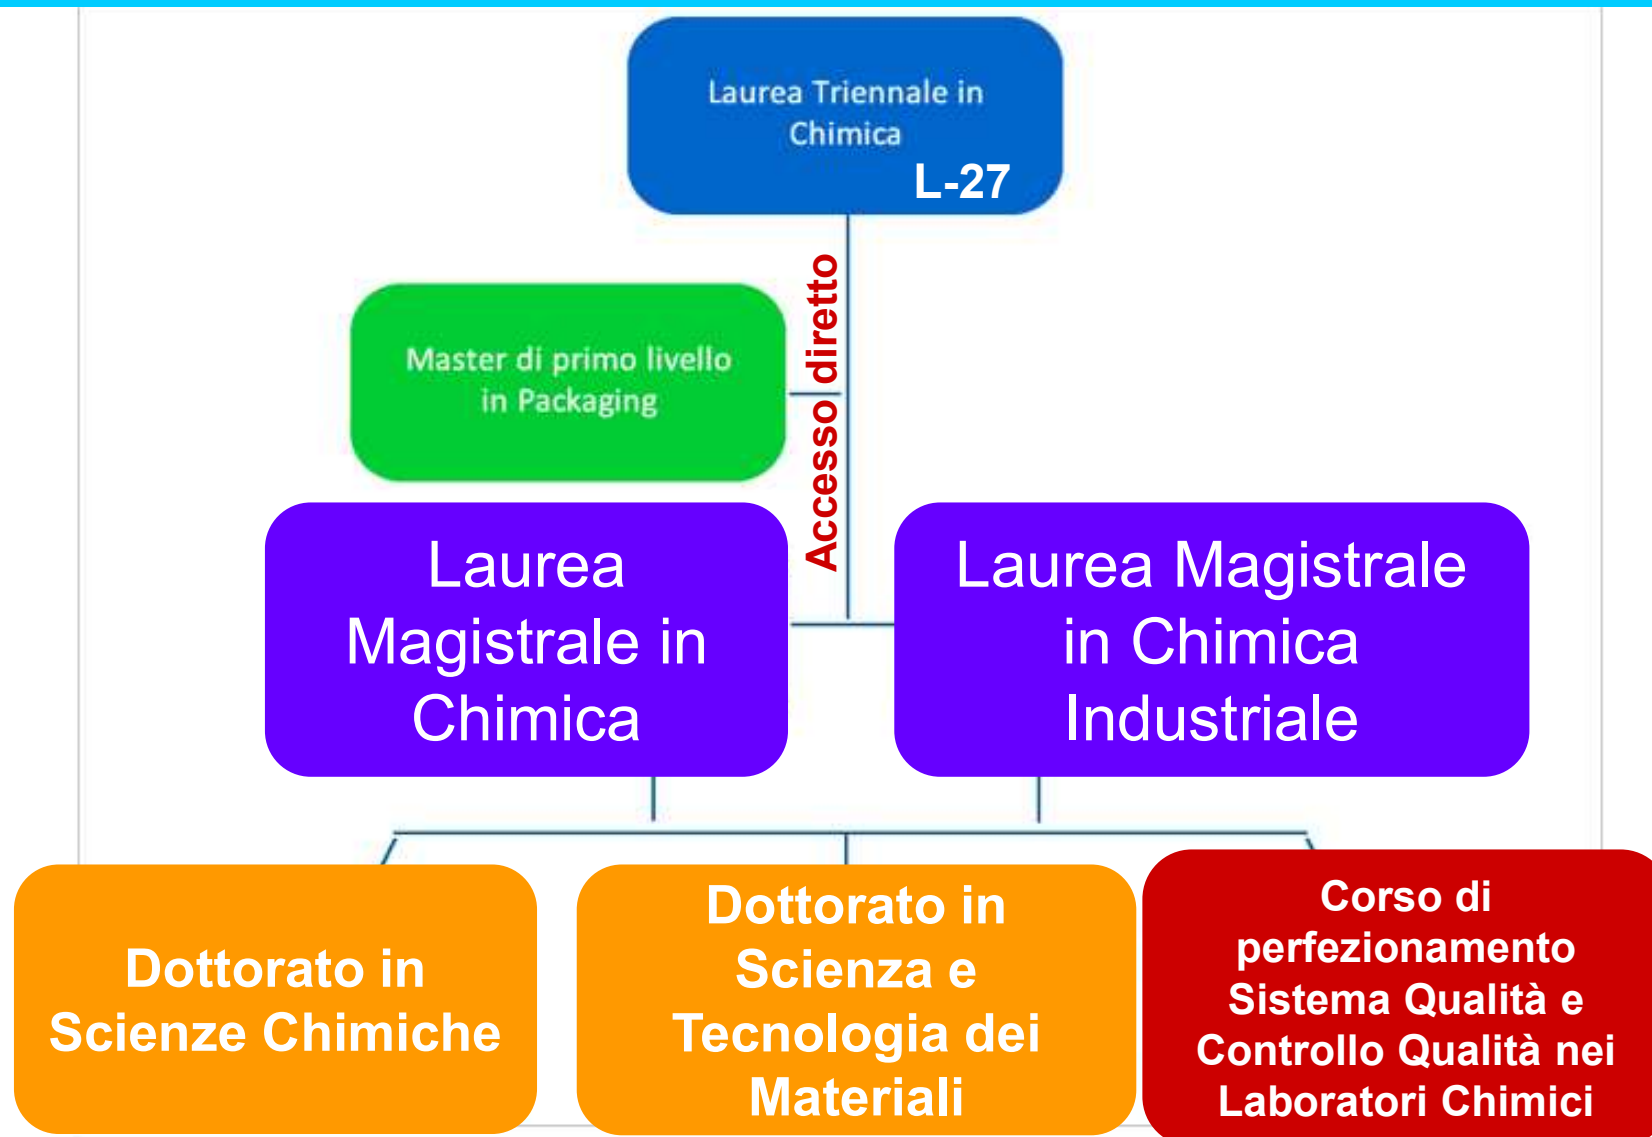 Laurea Triennale in
Chimica
L-27
Accesso diretto
Master di primo livello
in Packaging
Laurea
Magistrale in
Chimica
Laurea Magistrale
in Chimica
Industriale
Dottorato in
Scienze Chimiche
Dottorato in
Scienza e
Tecnologia dei
Materiali
Corso di
perfezionamento
Sistema Qualità e
Controllo Qualità nei
Laboratori Chimici